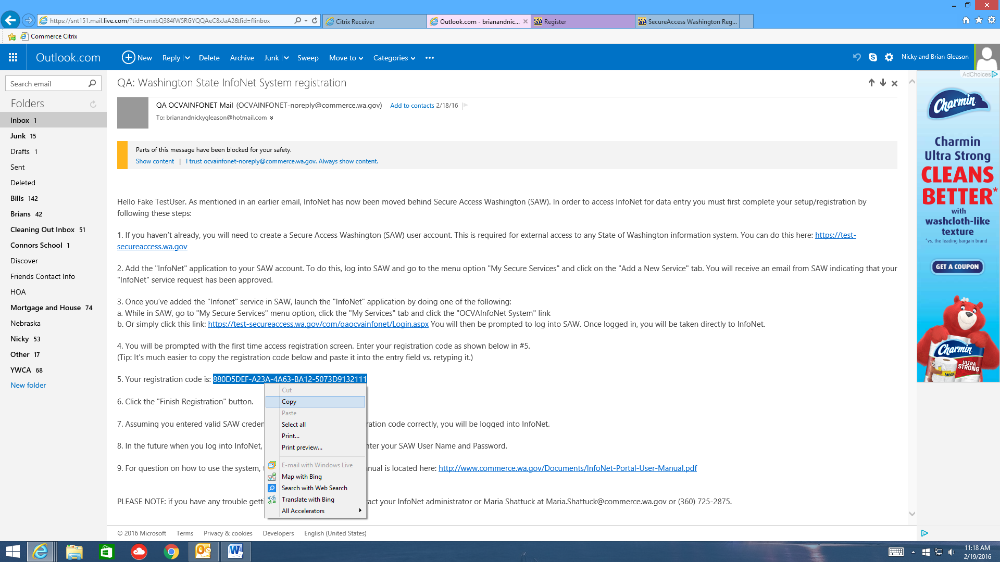 https://snt151.mail.live.com/?tid=cmxbQ384fW5RGYQQAeC8xJaA2&fid=flinbox
Citrix Receiver
Outlook.com - brianandnic...
SA Register
SA SecureAccess Washington Reg...
Commerce Citrix
Outlook.com
New
Reply
Delete
Archive
Junk
Sweep
Move to
Categories
Nicky and Brian Gleason
Search email
Folders
Inbox 1
Junk 15
Drafts 1
Sent
Deleted
Bills 142
Brians 42
Cleaning Out Inbox 51
Connors School 1
Discover
Friends Contact Info
HOA
Mortgage and House 74
Nebraska
Nicky 53
Other 17
YWCA 68
New folder
QA: Washington State InfoNet System registration
QA OCVAINFONET Mail (OCVAINFONET-noreply@commerce.wa.gov) Add to contacts 2/18/16
To: brianandnickygleason@hotmail.com
Parts of this message have been blocked for your safety.
Show content | I trust ocvainfonet-noreply@commerce.wa.gov. Always show content.
Hello Fake TestUser. As mentioned in an earlier email, InfoNet has now been moved behind Secure Access Washington (SAW). In order to access InfoNet for data entry you must first complete your setup/registration by
following these steps:
1. If you haven’t already, you will need to create a Secure Access Washington (SAW) user account. This is required for external access to any State of Washington information system. You can do this here: https://test-
secureaccess.wa.gov
2. Add the "InfoNet" application to your SAW account. To do this, log into SAW and go to the menu option "My Secure Services" and click on the "Add a New Service" tab. You will receive an email from SAW indicating that your
"InfoNet" service request has been approved.
3. Once you’ve added the "Infonet" service in SAW, launch the "InfoNet" application by doing one of the following:
a. While in SAW, go to "My Secure Services" menu option, click the "My Services" tab and click the "OCVAInfoNet System" link
b. Or simply click this link: https://test-secureaccess.wa.gov/com/qaocvainfonet/Login.aspx You will then be prompted to log into SAW. Once logged in, you will be taken directly to InfoNet.
4. You will be prompted with the first time access registration screen. Enter your registration code as shown below in #5.
(Tip: It’s much easier to copy the registration code below and paste it into the entry field vs. retyping it.)
5. Your registration code is: 880D5DEF-A23A-4A63-BA12-5073D9132111
6. Click the "Finish Registration" button.
7. Assuming you entered valid SAW creden ration code correctly, you will be logged into InfoNet.
8. In the future when you log into InfoNet, nter your SAW User Name and Password.
9. For question on how to use the system, nual is located here: http://www.commerce.wa.gov/Documents/InfoNet-Portal-User-Manual.pdf
PLEASE NOTE: if you have any trouble getti tact your InfoNet administrator or Maria Shattuck at Maria.Shattuck@commerce.wa.gov or (360) 725-2875.
Cut
Copy
Paste
Select all
Print...
Print preview...
E-mail with Windows Live
Map with Bing
Search with Web Search
Translate with Bing
All Accelerators
© 2016 Microsoft
Terms
Privacy & cookies
Developers
English (United States)
AdChoices
Charmin
Charmin
Ultra Strong
CLEANS
BETTER*
with
washcloth-like
texture
*vs. the leading bargain brand
GET A COUPON
Charmin
ULTRA
STRONG
MEGA
11:18 AM
2/19/2016